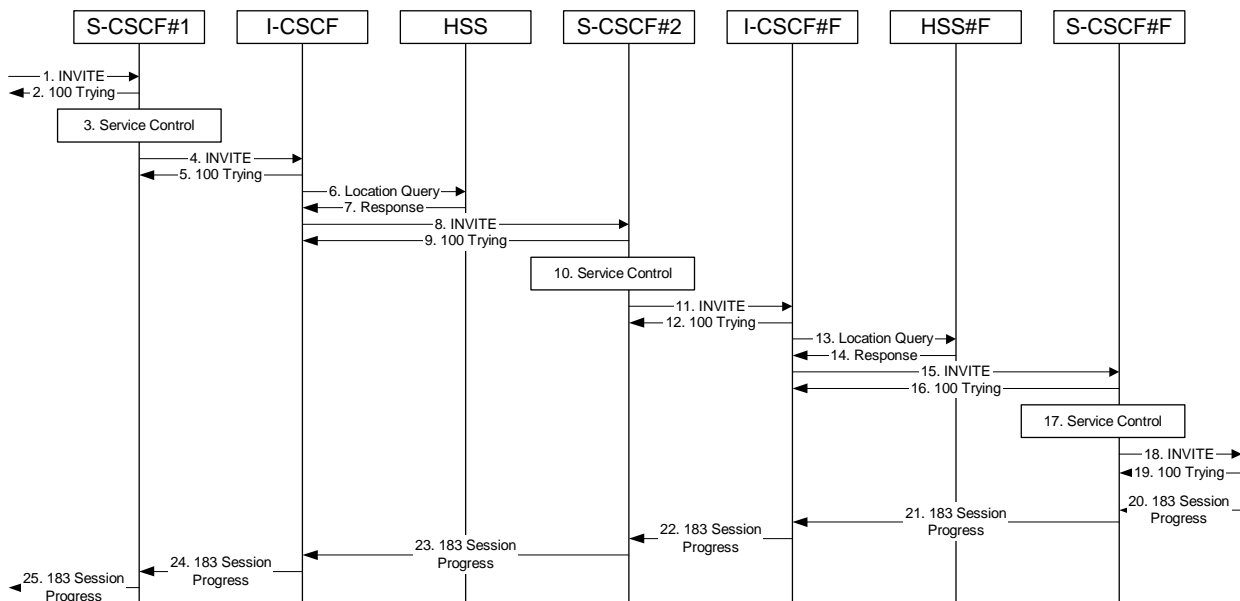 S-CSCF#1
I-CSCF
HSS
S-CSCF#2
I-CSCF#F
HSS#F
S-CSCF#F
1. INVITE
2. 100 Trying
3. Service Control
4. INVITE
5. 100 Trying
6. Location Query
7. Response
8. INVITE
9. 100 Trying
10. Service Control
11. INVITE
12. 100 Trying
13. Location Query
14. Response
15. INVITE
16. 100 Trying
17. Service Control
18. INVITE
19. 100 Trying
20. 183 Session
Progress
21. 183 Session
Progress
22. 183 Session
Progress
23. 183 Session
Progress
24. 183 Session
Progress
25. 183 Session
Progress